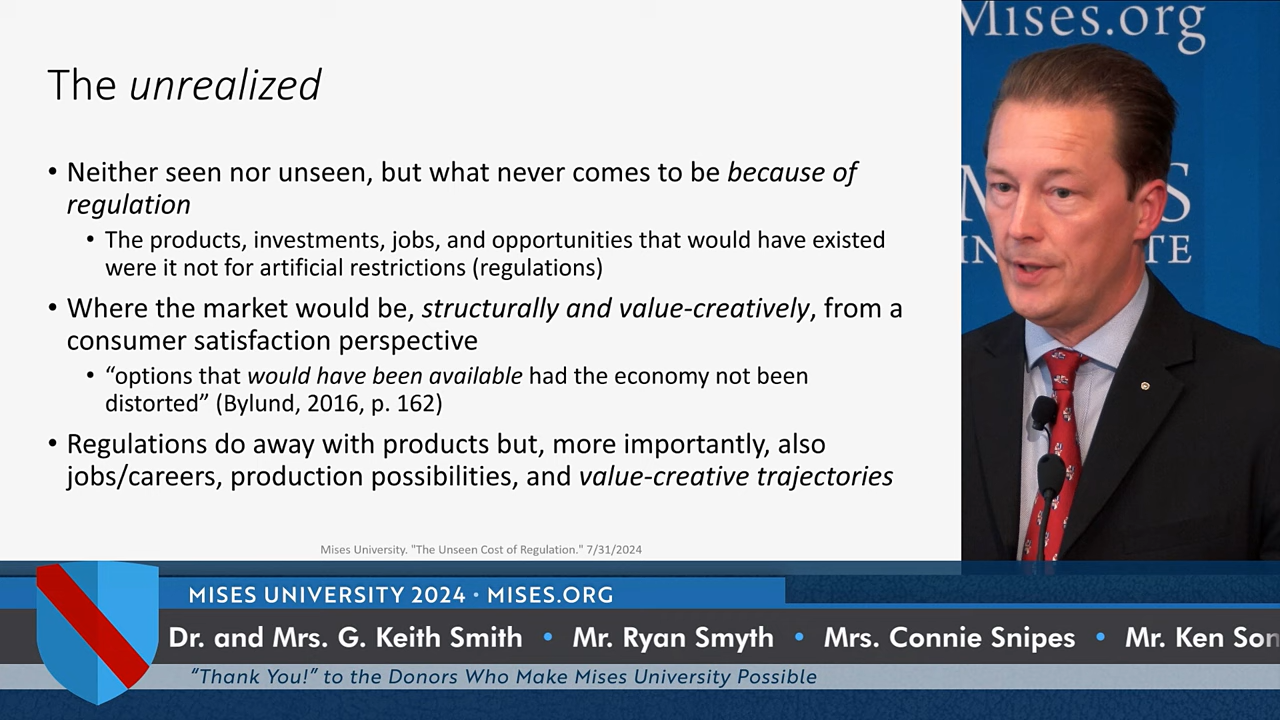 The unrealized
• Neither seen nor unseen, but what never comes to be because of
regulation
• The products, investments, jobs, and opportunities that would have existed
were it not for artificial restrictions (regulations)
• Where the market would be, structurally and value-creatively, from a
consumer satisfaction perspective
• “options that would have been available had the economy not been
distorted” (Bylund, 2016, p. 162)
• Regulations do away with products but, more importantly, also
jobs/careers, production possibilities, and value-creative trajectories
Mises University. "The Unseen Cost of Regulation." 7/31/2024
Mises.org
MISES UNIVERSITY 2024 • MISES.ORG
Dr. and Mrs. G. Keith Smith • Mr. Ryan Smyth • Mrs. Connie Snipes • Mr. Ken
“Thank You!” to the Donors Who Make Mises University Possible